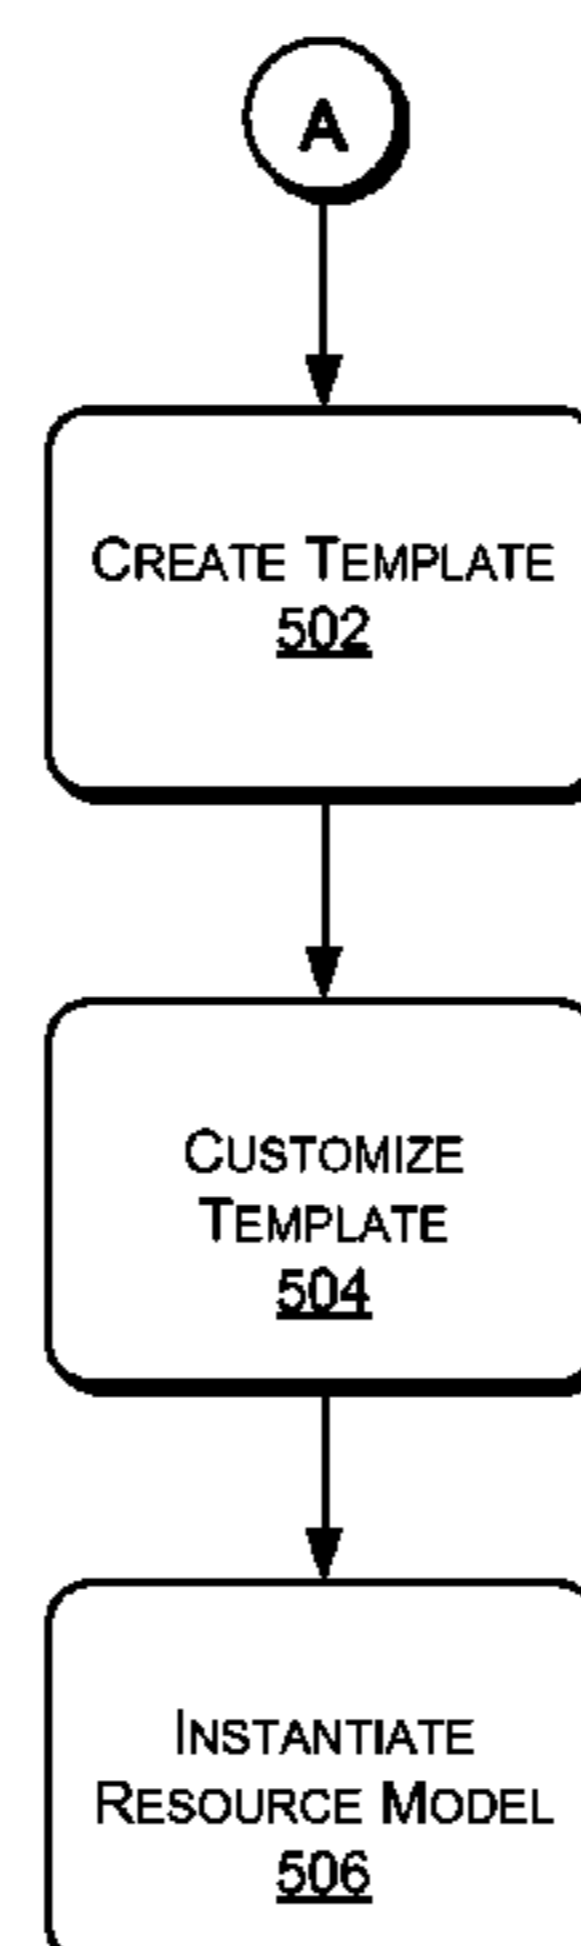 A
CREATE TEMPLATE
502
CUSTOMIZE
TEMPLATE
504
INSTANTIATE
RESOURCE MODEL
506